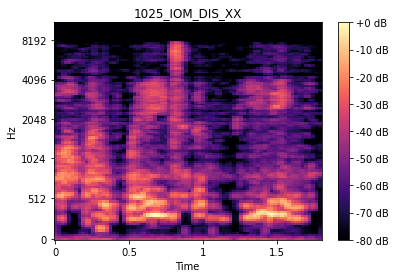 1025_IOM_DIS_XX
8192
4096
2048
1024
512
0
Hz
0
0.5
1
1.5
Time
+0 dB
-10 dB
-20 dB
-30 dB
-40 dB
-50 dB
-60 dB
-70 dB
-80 dB